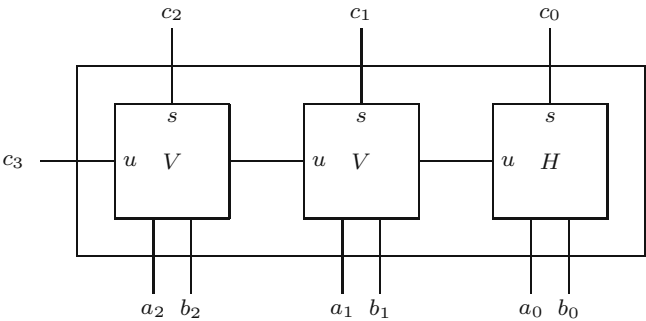 c₂ c₁ c₀
s s s
c₃ u V u V u H
a₂ b₂ a₁ b₁ a₀ b₀